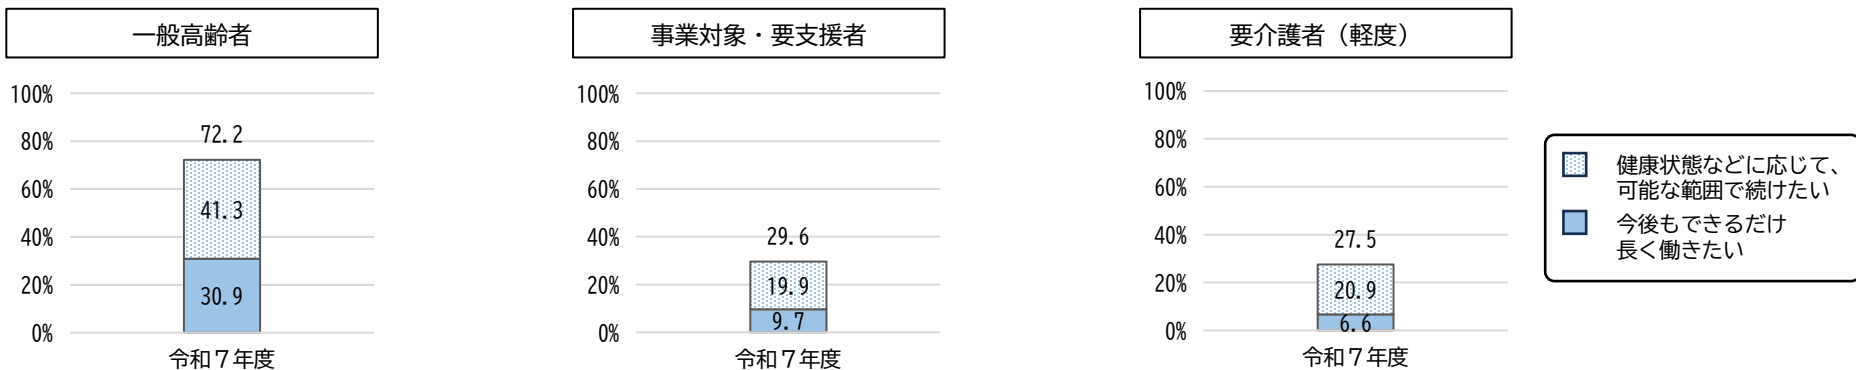 一般高齢者
100%
80%
60%
40%
20%
0%
72.2
41.3
30.9
令和７年度
事業対象・要支援者
100%
80%
60%
40%
20%
0%
29.6
19.9
9.7
令和７年度
要介護者（軽度）
100%
80%
60%
40%
20%
0%
27.5
20.9
6.6
令和７年度
健康状態などに応じて、
可能な範囲で続けたい
今後もできるだけ
長く働きたい